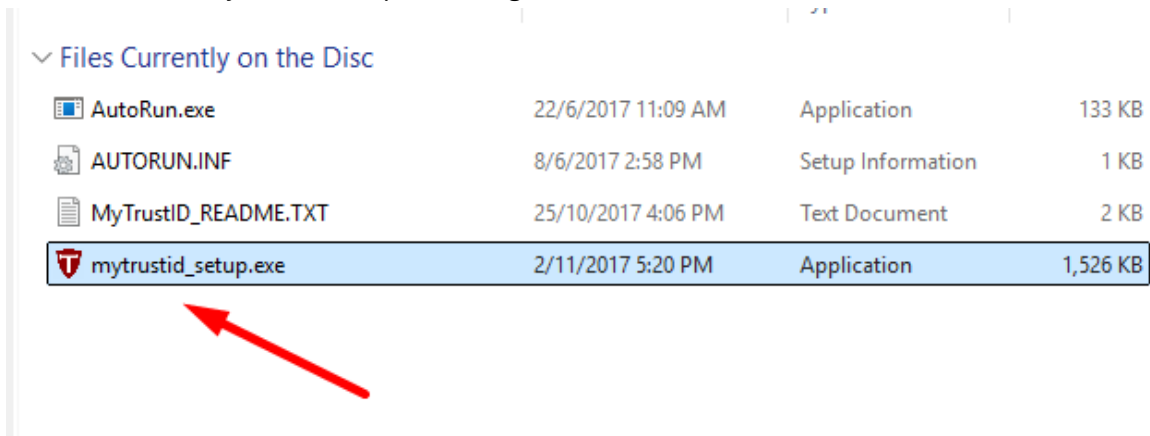 Files Currently on the Disc
AutoRun.exe 22/6/2017 11:09 AM Application 133 KB
AUTORUN.INF 8/6/2017 2:58 PM Setup Information 1 KB
MyTrustID_README.TXT 25/10/2017 4:06 PM Text Document 2 KB
mytrustid_setup.exe 2/11/2017 5:20 PM Application 1,526 KB